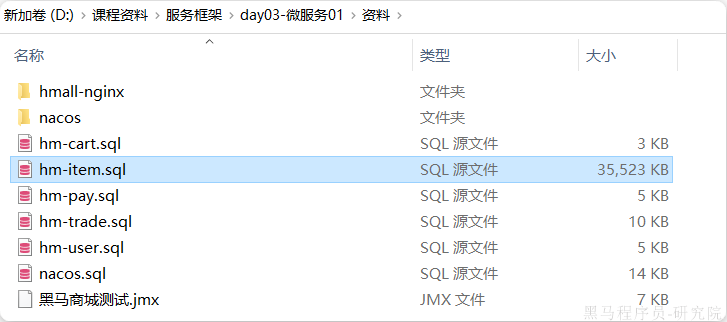 新加卷 (D:) › 课程资料 › 服务框架 › day03-微服务01 › 资料 ›
名称 类型 大小
hmall-nginx 文件夹
nacos 文件夹
hm-cart.sql SQL 源文件 3 KB
hm-item.sql SQL 源文件 35,523 KB
hm-pay.sql SQL 源文件 5 KB
hm-trade.sql SQL 源文件 10 KB
hm-user.sql SQL 源文件 5 KB
nacos.sql SQL 源文件 14 KB
黑马商城测试.jmx JMX 文件 7 KB
黑马程序员-研究院